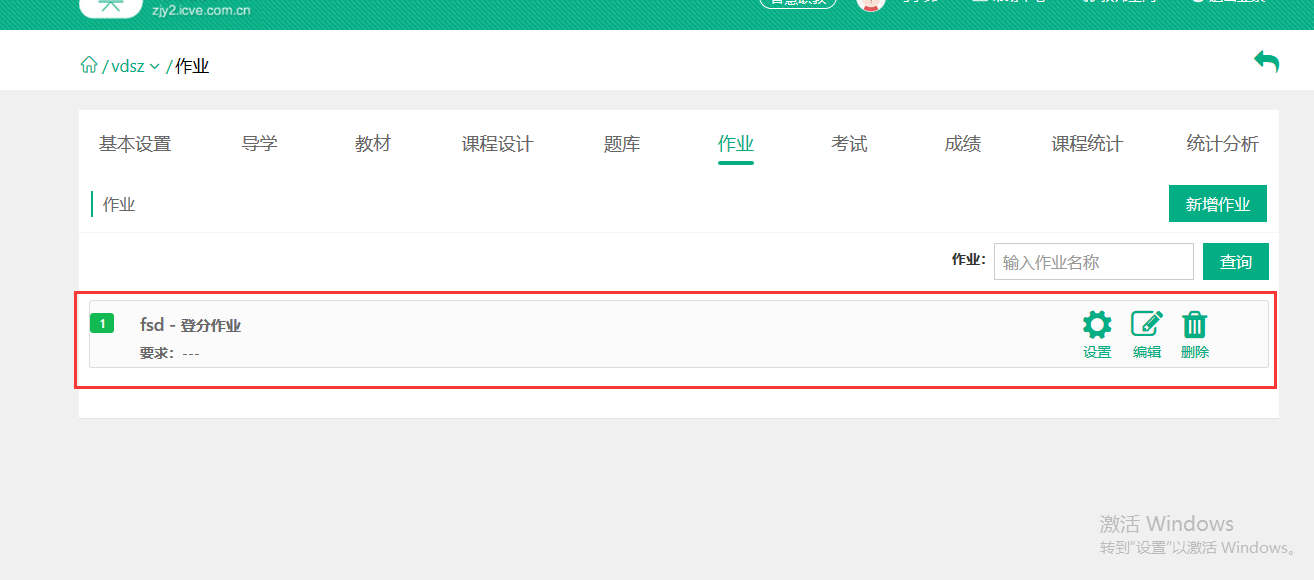 zjy2.icve.com.cn
智慧职教
/ vdsz / 作业
基本设置 导学 教材 课程设计 题库 作业 考试 成绩 课程统计 统计分析
作业 新增作业
作业: 输入作业名称 查询
1 fsd - 登分作业
要求: ---
设置 编辑 删除
激活 Windows
转到"设置"以激活 Windows。